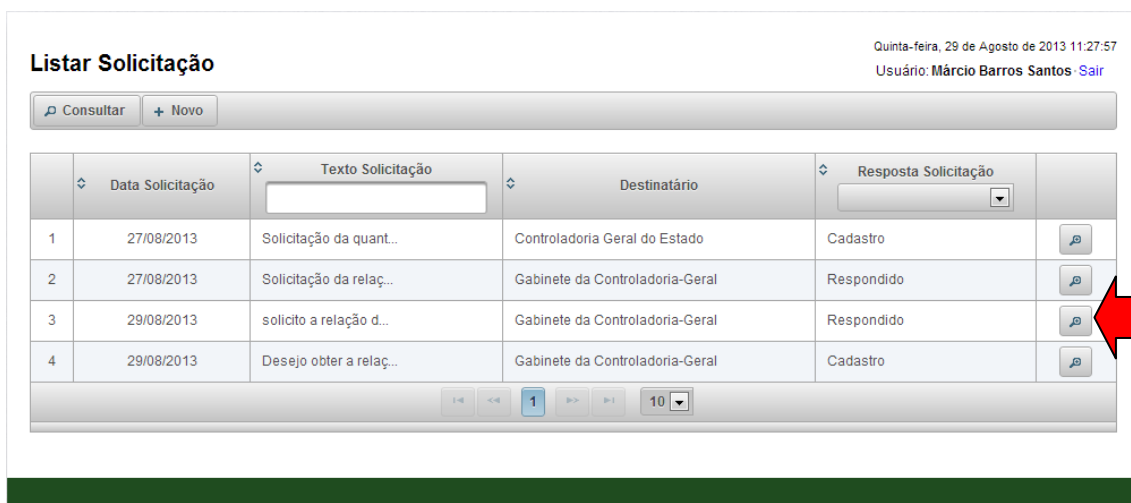 Quinta-feira, 29 de Agosto de 2013 11:27:57
Listar Solicitação
Usuário: Márcio Barros Santos · Sair
Consultar + Novo
Data Solicitação Texto Solicitação Destinatário Resposta Solicitação
1 27/08/2013 Solicitação da quant... Controladoria Geral do Estado Cadastro
2 27/08/2013 Solicitação da relaç... Gabinete da Controladoria-Geral Respondido
3 29/08/2013 solicito a relação d... Gabinete da Controladoria-Geral Respondido
4 29/08/2013 Desejo obter a relaç... Gabinete da Controladoria-Geral Cadastro
1 10